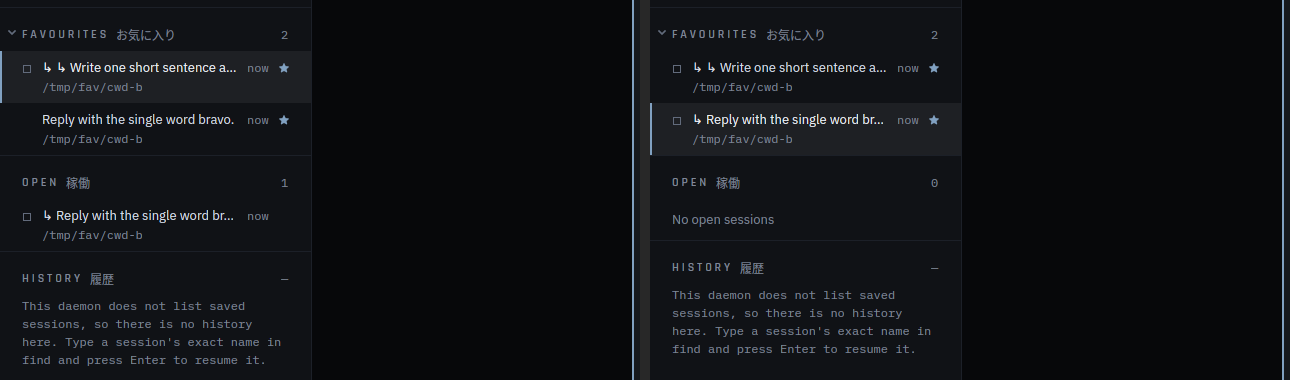 FAVOURITES お気に入り 2
↳ ↳ Write one short sentence a... now ★
/tmp/fav/cwd-b
Reply with the single word bravo. now ★
/tmp/fav/cwd-b
OPEN 稼働 1
↳ Reply with the single word br... now
/tmp/fav/cwd-b
HISTORY 履歴 —
This daemon does not list saved
sessions, so there is no history
here. Type a session's exact name in
find and press Enter to resume it.
FAVOURITES お気に入り 2
↳ ↳ Write one short sentence a... now ★
/tmp/fav/cwd-b
↳ Reply with the single word br... now ★
/tmp/fav/cwd-b
OPEN 稼働 0
No open sessions
HISTORY 履歴 —
This daemon does not list saved
sessions, so there is no history
here. Type a session's exact name in
find and press Enter to resume it.